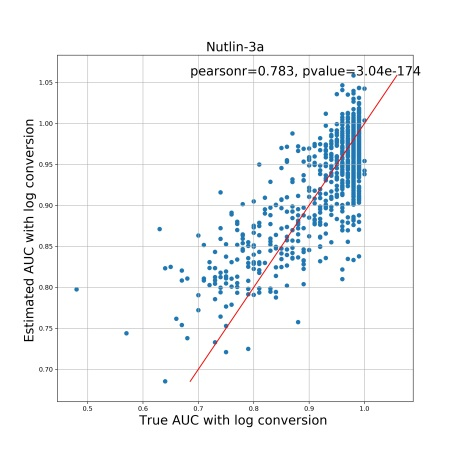 Nutlin-3a
pearsonr=0.783, pvalue=3.04e-174
1.05
1.00
0.95
0.90
0.85
0.80
0.75
0.70
Estimated AUC with log conversion
0.5 0.6 0.7 0.8 0.9 1.0
True AUC with log conversion